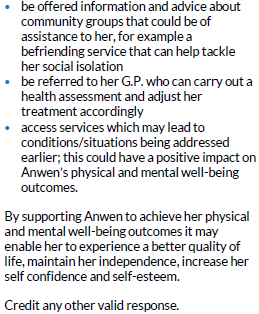 • be offered information and advice about
community groups that could be of
assistance to her, for example a
befriending service that can help tackle
her social isolation
• be referred to her G.P. who can carry out a
health assessment and adjust her
treatment accordingly
• access services which may lead to
conditions/situations being addressed
earlier; this could have a positive impact on
Anwen's physical and mental well-being
outcomes.
By supporting Anwen to achieve her physical
and mental well-being outcomes it may
enable her to experience a better quality of
life, maintain her independence, increase her
self confidence and self-esteem.
Credit any other valid response.